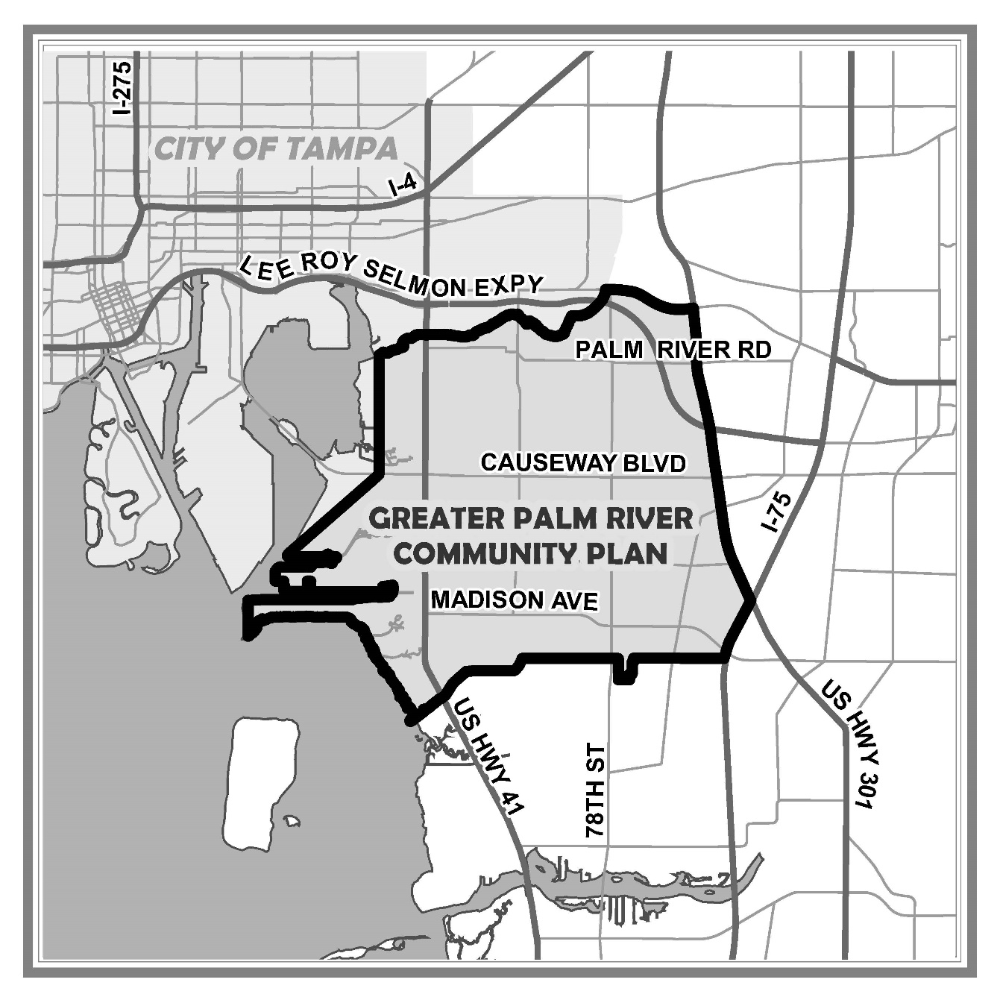 I-275
CITY OF TAMPA
I-4
LEE ROY SELMON EXPY
PALM RIVER RD
CAUSEWAY BLVD
GREATER PALM RIVER
COMMUNITY PLAN
I-75
MADISON AVE
US HWY 41
78TH ST
US HWY 301